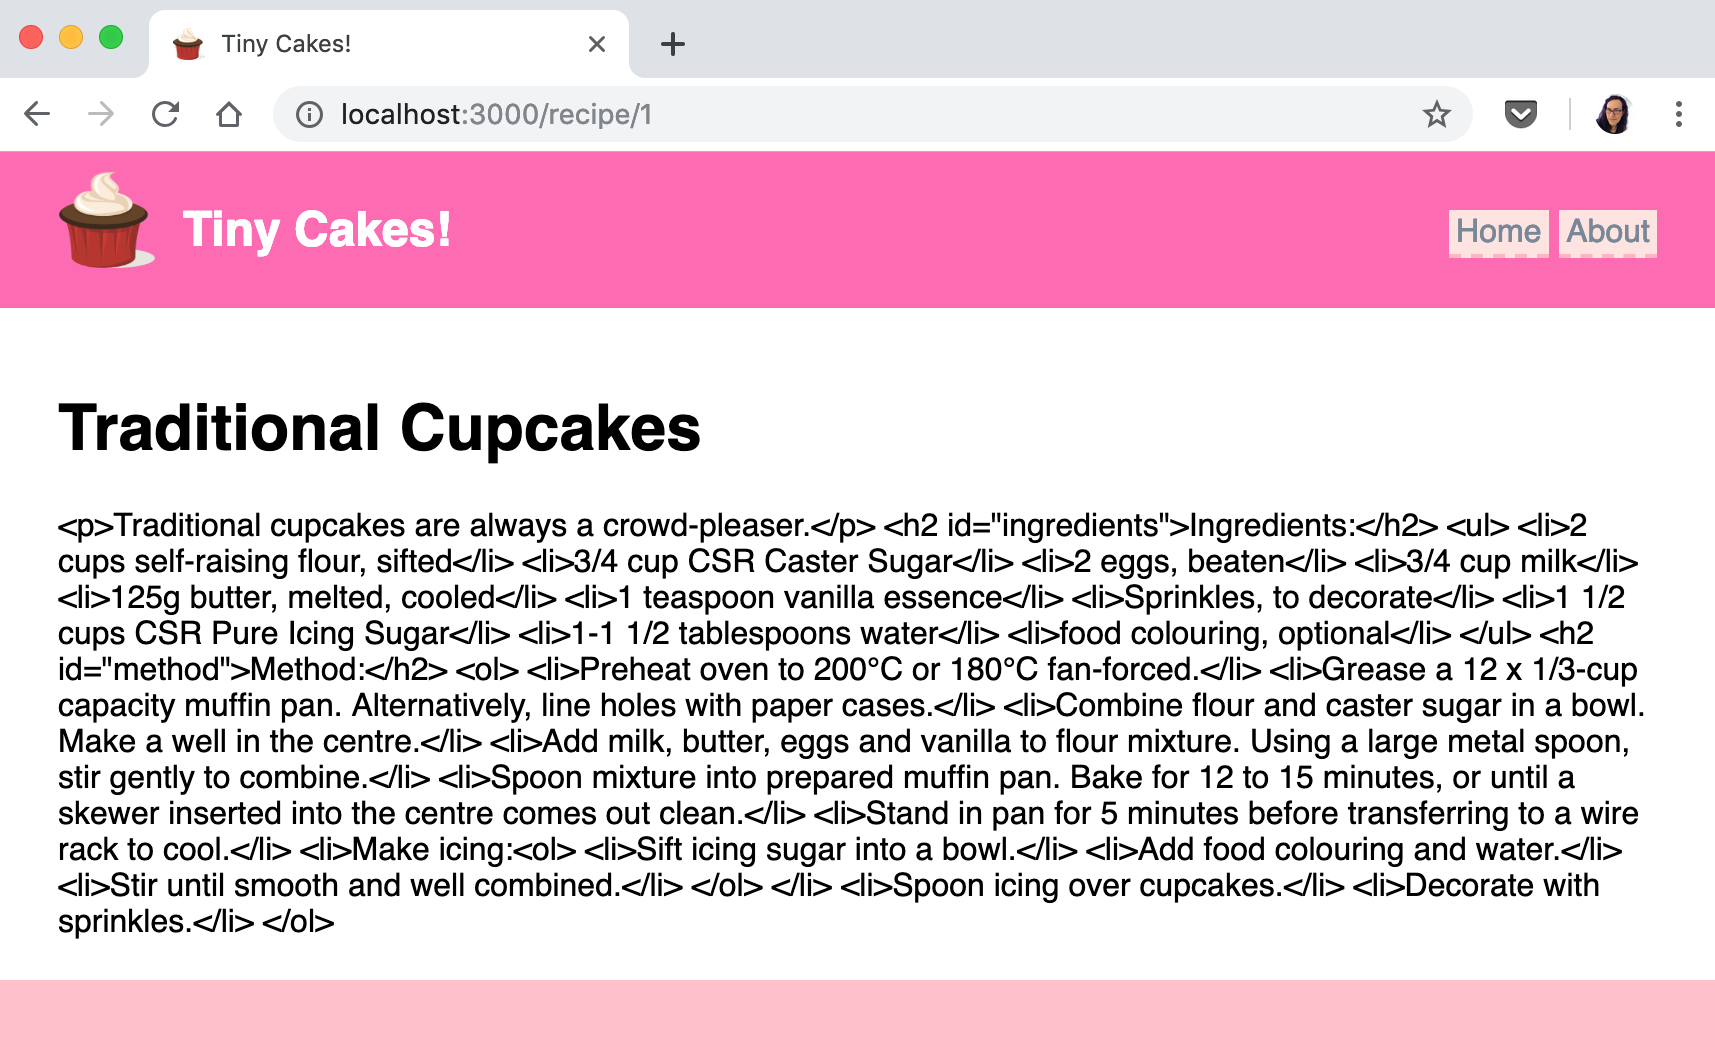 Tiny Cakes!
localhost:3000/recipe/1
Tiny Cakes!
Home About
Traditional Cupcakes
<p>Traditional cupcakes are always a crowd-pleaser.</p> <h2 id="ingredients">Ingredients:</h2> <ul> <li>2
cups self-raising flour, sifted</li> <li>3/4 cup CSR Caster Sugar</li> <li>2 eggs, beaten</li> <li>3/4 cup milk</li>
<li>125g butter, melted, cooled</li> <li>1 teaspoon vanilla essence</li> <li>Sprinkles, to decorate</li> <li>1 1/2
cups CSR Pure Icing Sugar</li> <li>1-1 1/2 tablespoons water</li> <li>food colouring, optional</li> </ul> <h2
id="method">Method:</h2> <ol> <li>Preheat oven to 200°C or 180°C fan-forced.</li> <li>Grease a 12 x 1/3-cup
capacity muffin pan. Alternatively, line holes with paper cases.</li> <li>Combine flour and caster sugar in a bowl.
Make a well in the centre.</li> <li>Add milk, butter, eggs and vanilla to flour mixture. Using a large metal spoon,
stir gently to combine.</li> <li>Spoon mixture into prepared muffin pan. Bake for 12 to 15 minutes, or until a
skewer inserted into the centre comes out clean.</li> <li>Stand in pan for 5 minutes before transferring to a wire
rack to cool.</li> <li>Make icing:<ol> <li>Sift icing sugar into a bowl.</li> <li>Add food colouring and water.</li>
<li>Stir until smooth and well combined.</li> </ol> </li> <li>Spoon icing over cupcakes.</li> <li>Decorate with
sprinkles.</li> </ol>